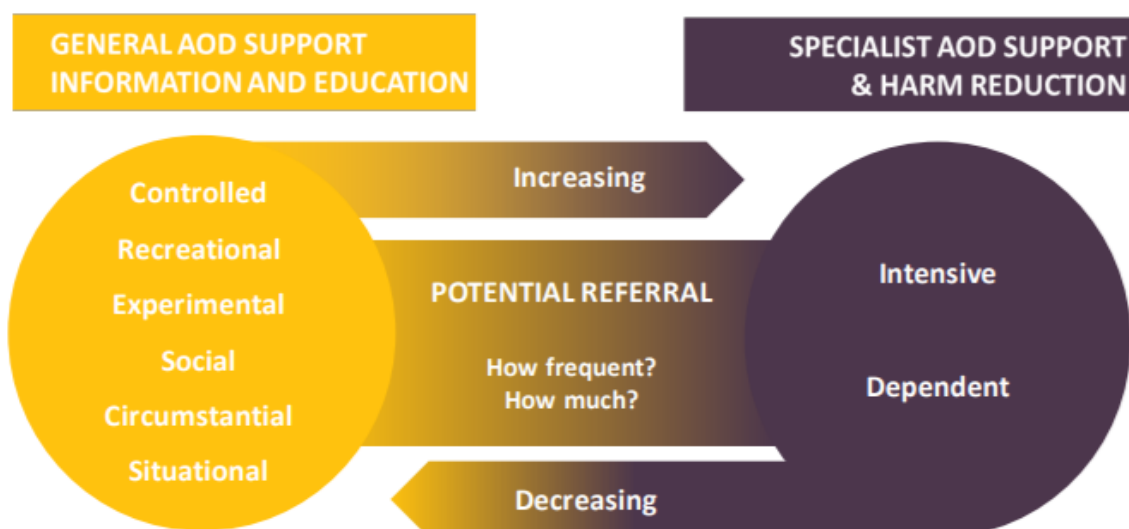 GENERAL AOD SUPPORT
INFORMATION AND EDUCATION
SPECIALIST AOD SUPPORT
& HARM REDUCTION
Controlled
Recreational
Experimental
Social
Circumstantial
Situational
Increasing
POTENTIAL REFERRAL
How frequent?
How much?
Decreasing
Intensive
Dependent